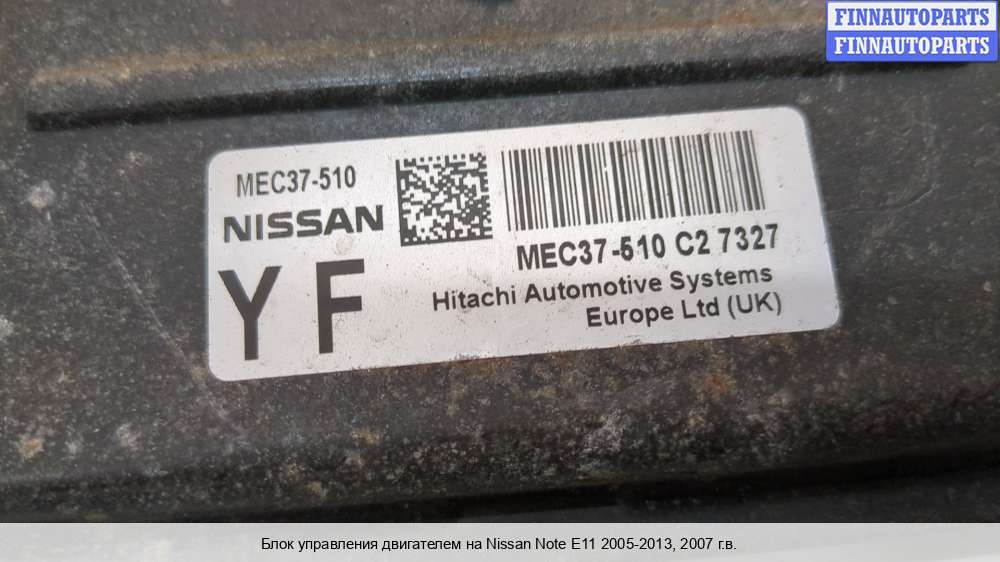 FINNAUTOPARTS
FINNAUTOPARTS
MEC37-510
NISSAN
Y F
MEC37-510 C2 7327
Hitachi Automotive Systems
Europe Ltd (UK)
Блок управления двигателем на Nissan Note E11 2005-2013, 2007 г.в.